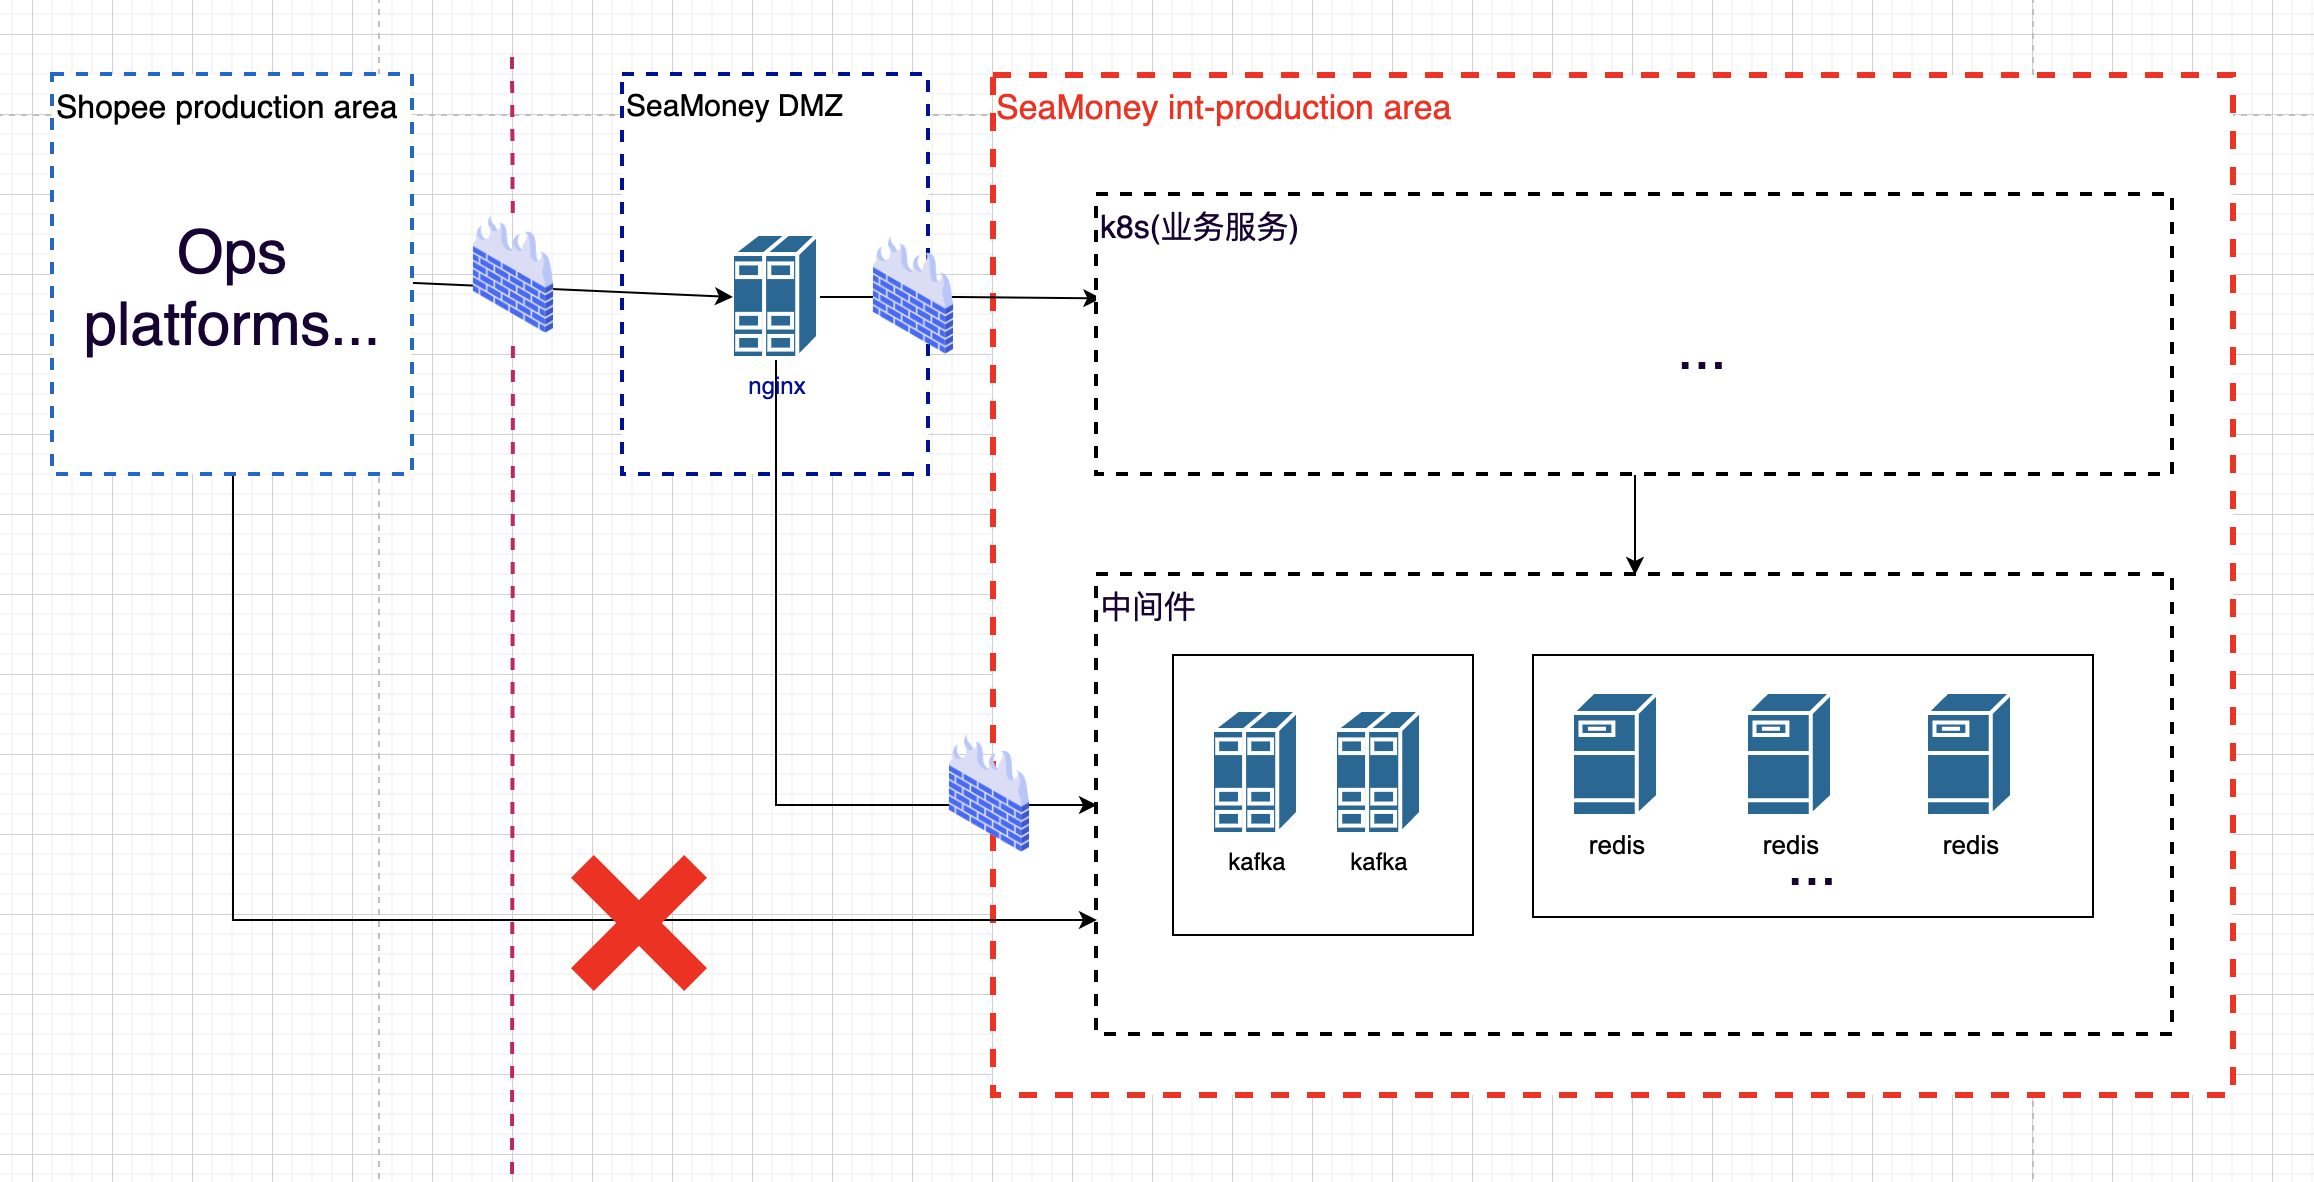 Shopee production area
Ops
platforms...
SeaMoney DMZ
nginx
SeaMoney int-production area
k8s(业务服务)
...
中间件
kafka
kafka
redis
redis
redis
...